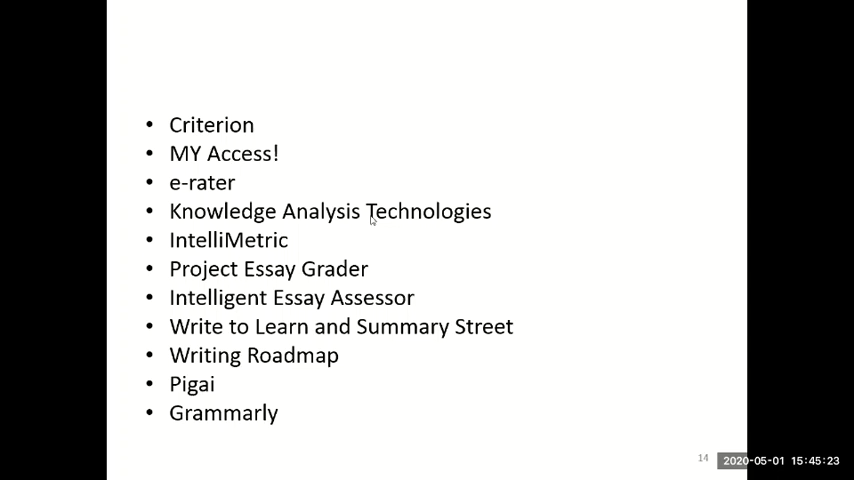 • Criterion
• MY Access!
• e-rater
• Knowledge Analysis Technologies
• IntelliMetric
• Project Essay Grader
• Intelligent Essay Assessor
• Write to Learn and Summary Street
• Writing Roadmap
• Pigai
• Grammarly
14
2020-05-01 15:45:23